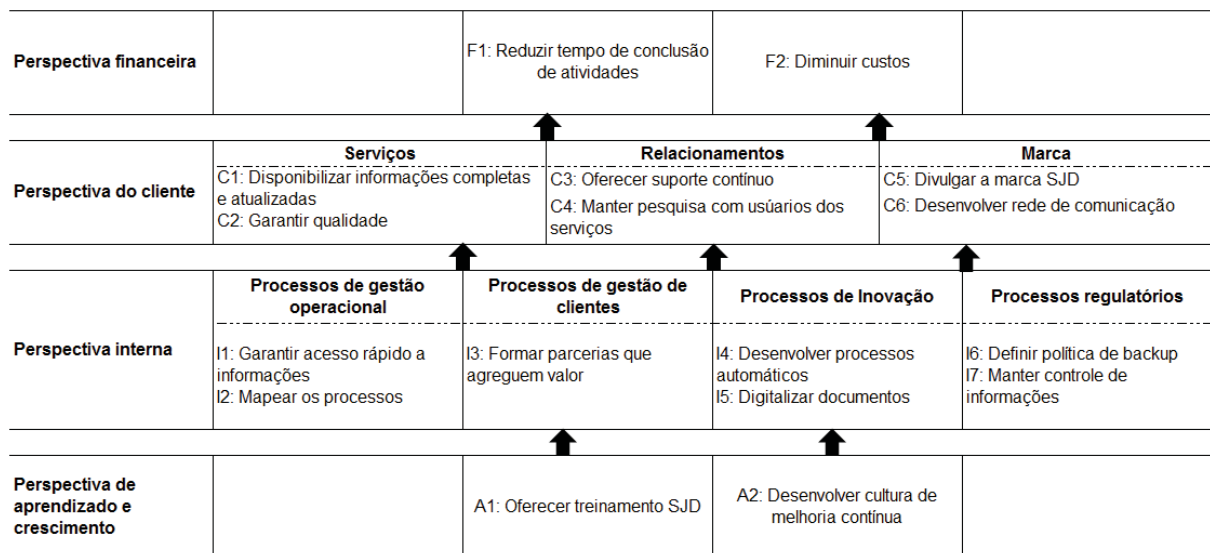 Perspectiva financeira
F1: Reduzir tempo de conclusão
de atividades
F2: Diminuir custos
Perspectiva do cliente
Serviços
C1: Disponibilizar informações completas
e atualizadas
C2: Garantir qualidade
Relacionamentos
C3: Oferecer suporte contínuo
C4: Manter pesquisa com usúarios dos
serviços
Marca
C5: Divulgar a marca SJD
C6: Desenvolver rede de comunicação
Perspectiva interna
Processos de gestão
operacional
I1: Garantir acesso rápido a
informações
I2: Mapear os processos
Processos de gestão de
clientes
I3: Formar parcerias que
agreguem valor
Processos de Inovação
I4: Desenvolver processos
automáticos
I5: Digitalizar documentos
Processos regulatórios
I6: Definir política de backup
I7: Manter controle de
informações
Perspectiva de
aprendizado e
crescimento
A1: Oferecer treinamento SJD
A2: Desenvolver cultura de
melhoria contínua